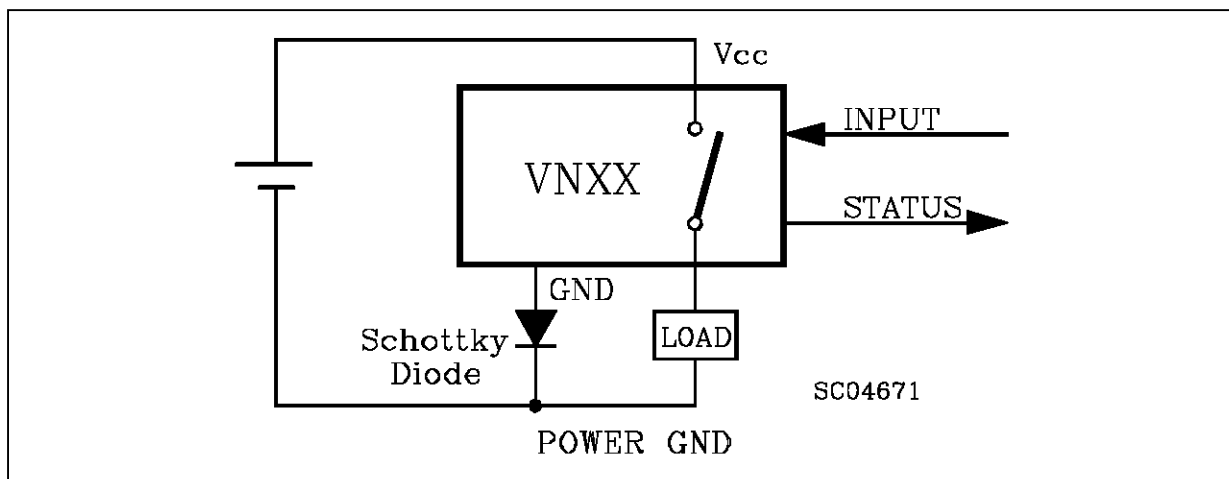 Vcc
INPUT
VNXX
STATUS
GND
Schottky
Diode
LOAD
SC04671
POWER GND